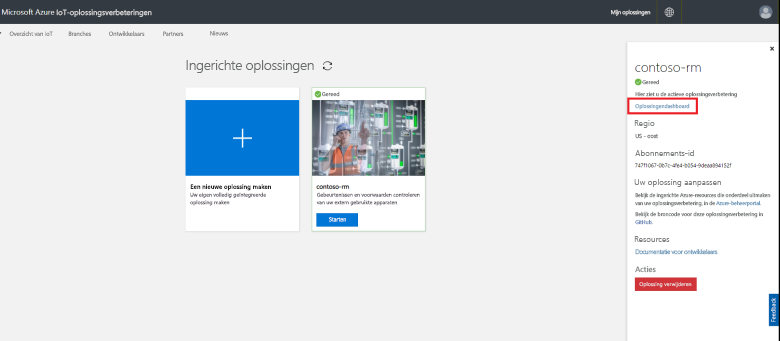 Microsoft Azure IoT-oplossingsverbeteringen
Mijn oplossingen
Overzicht van IoT
Branches
Ontwikkelaars
Partners
Nieuws
Ingerichte oplossingen
Een nieuwe oplossing maken
Uw eigen volledig geïntegreerde
oplossing maken
Gereed
contoso-rm
Gebeurtenissen en voorwaarden controleren
van uw extern gebruikte apparaten
Starten
contoso-rm
Gereed
Hier ziet u de actieve oplossingsverbetering
Oplossingendashboard
Regio
US - oost
Abonnements-id
747f1067-0b7c-4fe4-b054-9deaa894152f
Uw oplossing aanpassen
Bekijk de ingerichte Azure-resources die onderdeel uitmaken
van uw oplossingsverbetering. in de Azure-beheerportal.
Bekijk de broncode voor deze oplossingsverbetering in
GitHub.
Resources
Documentatie voor ontwikkelaars
Acties
Oplossing verwijderen
Feedback